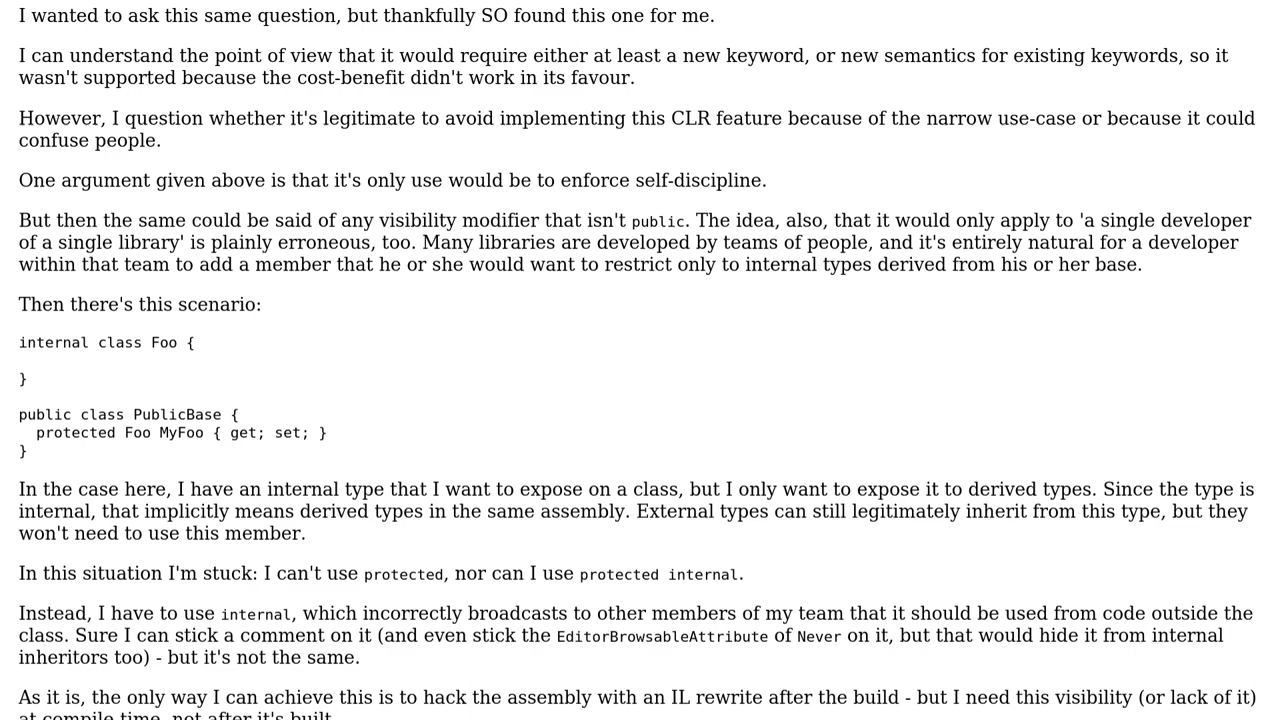 I wanted to ask this same question, but thankfully SO found this one for me.
I can understand the point of view that it would require either at least a new keyword, or new semantics for existing keywords, so it
wasn't supported because the cost-benefit didn't work in its favour.
However, I question whether it's legitimate to avoid implementing this CLR feature because of the narrow use-case or because it could
confuse people.
One argument given above is that it's only use would be to enforce self-discipline.
But then the same could be said of any visibility modifier that isn't public. The idea, also, that it would only apply to 'a single developer
of a single library' is plainly erroneous, too. Many libraries are developed by teams of people, and it's entirely natural for a developer
within that team to add a member that he or she would want to restrict only to internal types derived from his or her base.
Then there's this scenario:
internal class Foo {
}
public class PublicBase {
  protected Foo MyFoo { get; set; }
}
In the case here, I have an internal type that I want to expose on a class, but I only want to expose it to derived types. Since the type is
internal, that implicitly means derived types in the same assembly. External types can still legitimately inherit from this type, but they
won't need to use this member.
In this situation I'm stuck: I can't use protected, nor can I use protected internal.
Instead, I have to use internal, which incorrectly broadcasts to other members of my team that it should be used from code outside the
class. Sure I can stick a comment on it (and even stick the EditorBrowsableAttribute of Never on it, but that would hide it from internal
inheritors too) - but it's not the same.
As it is, the only way I can achieve this is to hack the assembly with an IL rewrite after the build - but I need this visibility (or lack of it)
at compile time, not after it's built